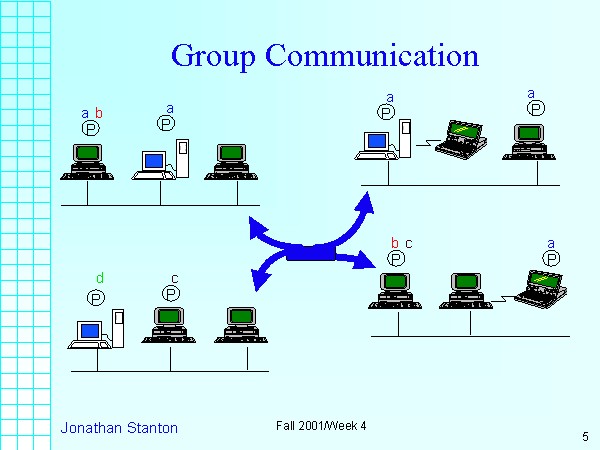 Group Communication
a b
P
a
P
a
P
a
P
d
P
c
P
b c
P
a
P
Jonathan Stanton
Fall 2001/Week 4
5